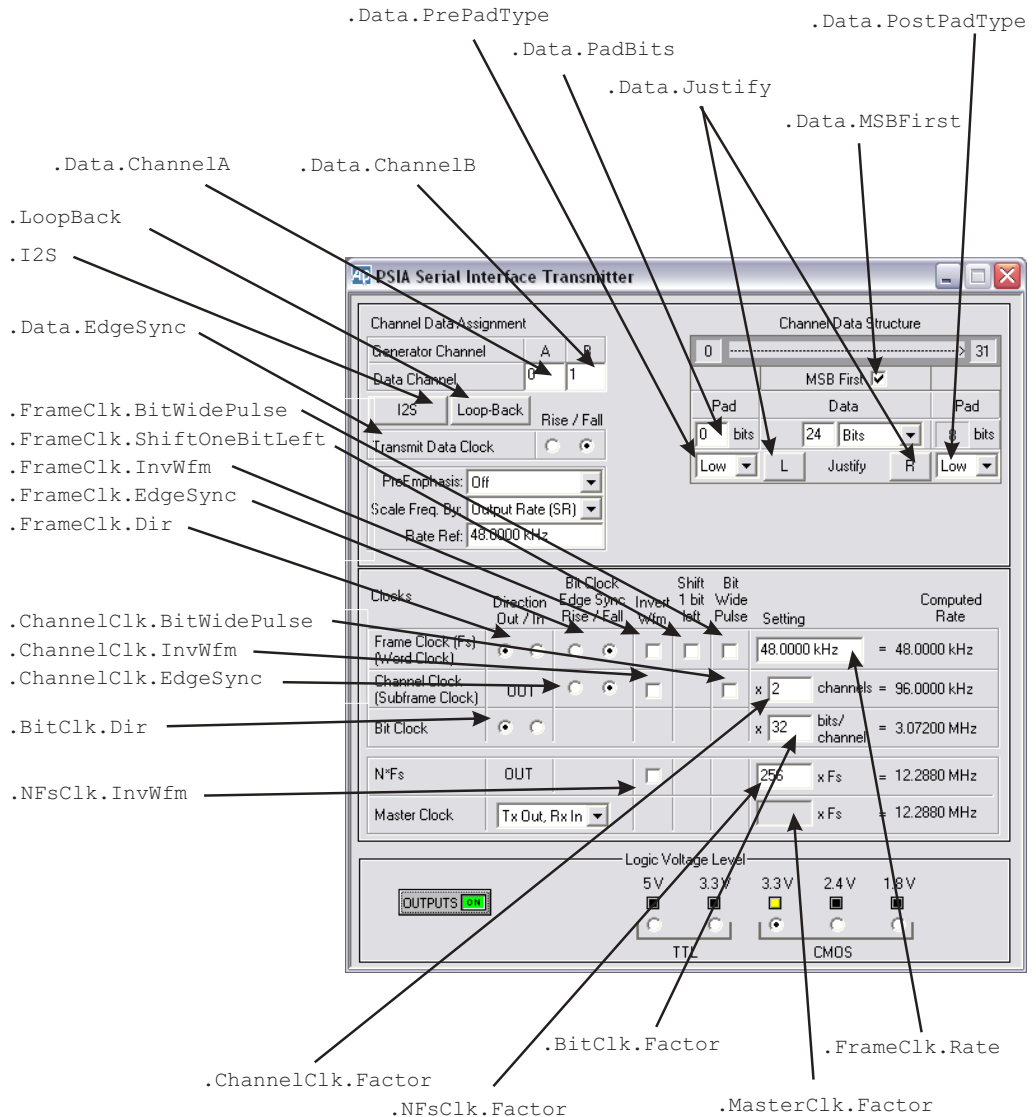 .Data.PrePadType
.Data.PostPadType
.Data.PadBits
.Data.Justify
.Data.MSBFirst
.Data.ChannelA
.Data.ChannelB
.LoopBack
.I2S
.Data.EdgeSync
.FrameClk.BitWidePulse
.FrameClk.ShiftOneBitLeft
.FrameClk.InvWfm
.FrameClk.EdgeSync
.FrameClk.Dir
.ChannelClk.BitWidePulse
.ChannelClk.InvWfm
.ChannelClk.EdgeSync
.BitClk.Dir
.NFsClk.InvWfm
AP PSIA Serial Interface Transmitter
Channel Data Assignment
Generator Channel A B
Data Channel 0 1
I2S Loop-Back Rise / Fall
Transmit Data Clock
PreEmphasis: Off
Scale Freq. By: Output Rate (SR)
Rate Ref: 48.0000 kHz
Channel Data Structure
0 31
MSB First
Pad Data Pad
0 bits 24 Bits 8 bits
Low L Justify R Low
Clocks
Direction Out / In
Bit Clock Edge Sync Rise / Fall
Invert Wfm
Shift 1 bit left
Bit Wide Pulse
Setting
Computed Rate
Frame Clock (Fs) (Word Clock) 48.0000 kHz = 48.0000 kHz
Channel Clock (Subframe Clock) OUT x 2 channels = 96.0000 kHz
Bit Clock x 32 bits/ channel = 3.07200 MHz
N*Fs OUT 256 x Fs = 12.2880 MHz
Master Clock Tx Out, Rx In x Fs = 12.2880 MHz
Logic Voltage Level
5 V 3.3 V 3.3 V 2.4 V 1.8 V
OUTPUTS ON
TTL CMOS
.BitClk.Factor
.FrameClk.Rate
.ChannelClk.Factor
.NFsClk.Factor
.MasterClk.Factor